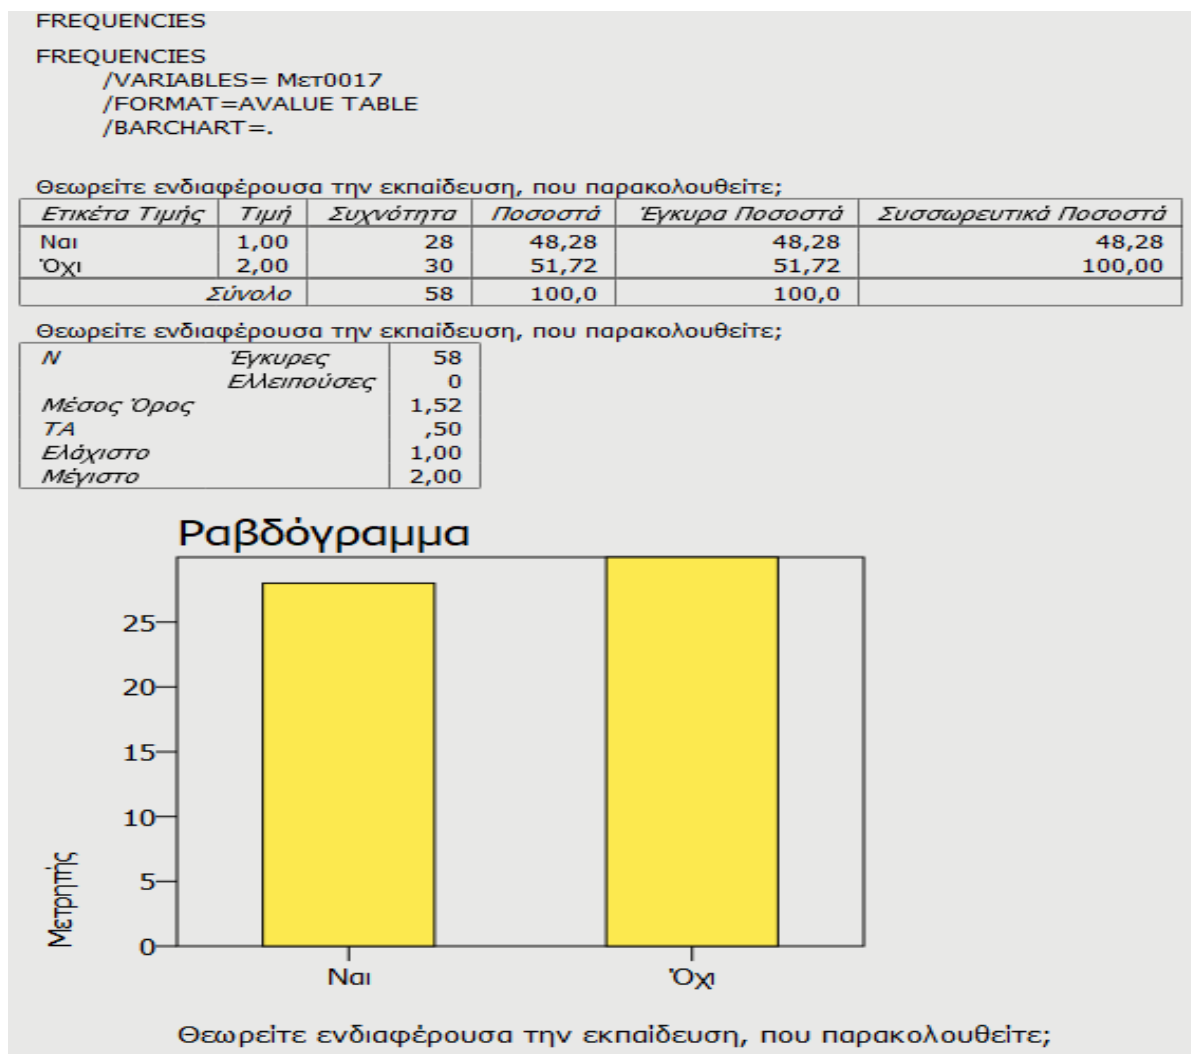 FREQUENCIES
FREQUENCIES
/VARIABLES= Μετ0017
/FORMAT=AVALUE TABLE
/BARCHART=.
Θεωρείτε ενδιαφέρουσα την εκπαίδευση, που παρακολουθείτε;
Ετικέτα Τιμής Τιμή Συχνότητα Ποσοστά Έγκυρα Ποσοστά Συσσωρευτικά Ποσοστά
Ναι 1,00 28 48,28 48,28 48,28
Όχι 2,00 30 51,72 51,72 100,00
Σύνολο 58 100,0 100,0
Θεωρείτε ενδιαφέρουσα την εκπαίδευση, που παρακολουθείτε;
N Έγκυρες 58
Ελλειπούσες 0
Μέσος Όρος 1,52
ΤΑ ,50
Ελάχιστο 1,00
Μέγιστο 2,00
Ραβδόγραμμα
25
20
15
10
5
0
Μετρητής
Ναι Όχι
Θεωρείτε ενδιαφέρουσα την εκπαίδευση, που παρακολουθείτε;